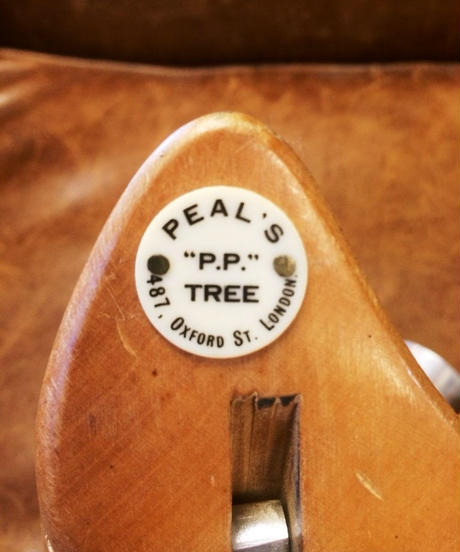 PEAL'S
"P.P."
TREE
487, OXFORD ST. LONDON.